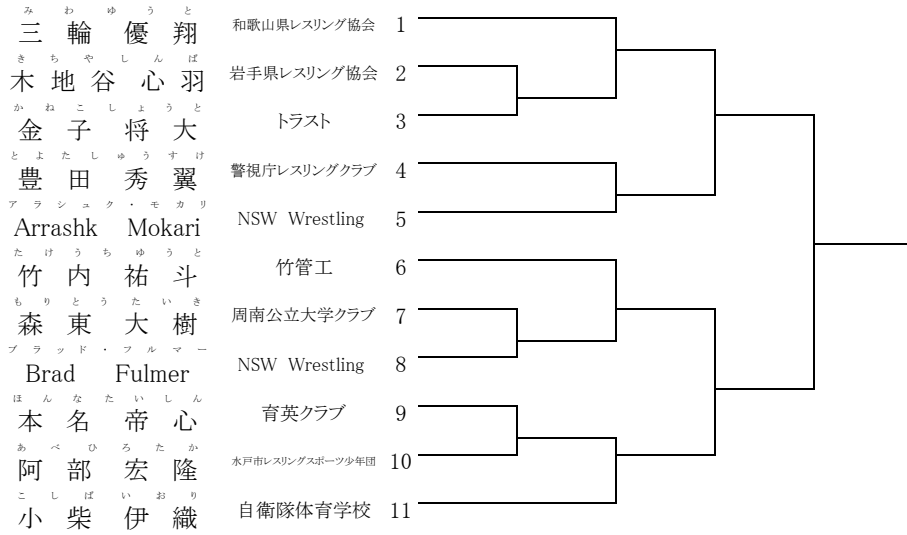 みわゆうと
三輪優翔 和歌山県レスリング協会 1
きちやしんば
木地谷心羽 岩手県レスリング協会 2
かねこしょうと
金子将大 トラスト 3
とよたしゅうすけ
豊田秀翼 警視庁レスリングクラブ 4
アラシュク・モカリ
Arrashk Mokari NSW Wrestling 5
たけうちゆうと
竹内祐斗 竹管工 6
もりとうたいき
森東大樹 周南公立大学クラブ 7
ブラッド・フルマー
Brad Fulmer NSW Wrestling 8
ほんなたいしん
本名帝心 育英クラブ 9
あべひろたか
阿部宏隆 水戸市レスリングスポーツ少年団 10
こしばいおり
小柴伊織 自衛隊体育学校 11